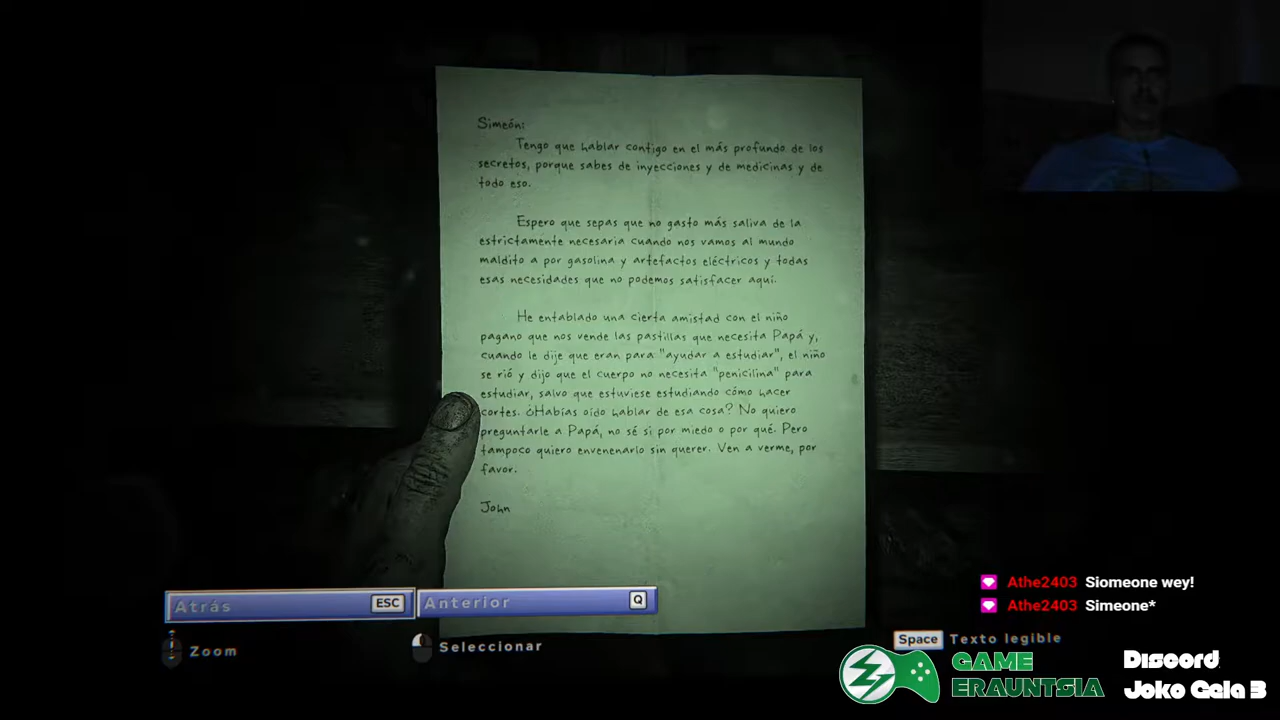 Simeón:
Tengo que hablar contigo en el más profundo de los
secretos, porque sabes de inyecciones y de medicinas y de
todo eso.
Espero que sepas que no gasto más saliva de la
estrictamente necesaria cuando nos vamos al mundo
maldito a por gasolina y artefactos eléctricos y todas
esas necesidades que no podemos satisfacer aquí.
He entablado una cierta amistad con el niño
pagano que nos vende las pastillas que necesita Papá y,
cuando le dije que eran para "ayudar a estudiar", el niño
se rió y dijo que el cuerpo no necesita "penicilina" para
estudiar, salvo que estuviese estudiando cómo hacer
cortes. ¿Habías oído hablar de esa cosa? No quiero
preguntarle a Papá, no sé si por miedo o por qué. Pero
tampoco quiero envenenarlo sin querer. Ven a verme, por
favor.
John
Athe2403 Siomeone wey!
Athe2403 Simeone*
Atrás ESC
Anterior Q
Zoom
Seleccionar
Space Texto legible
GAME
ERAUNTSIA
Discord
Joko Gela 3